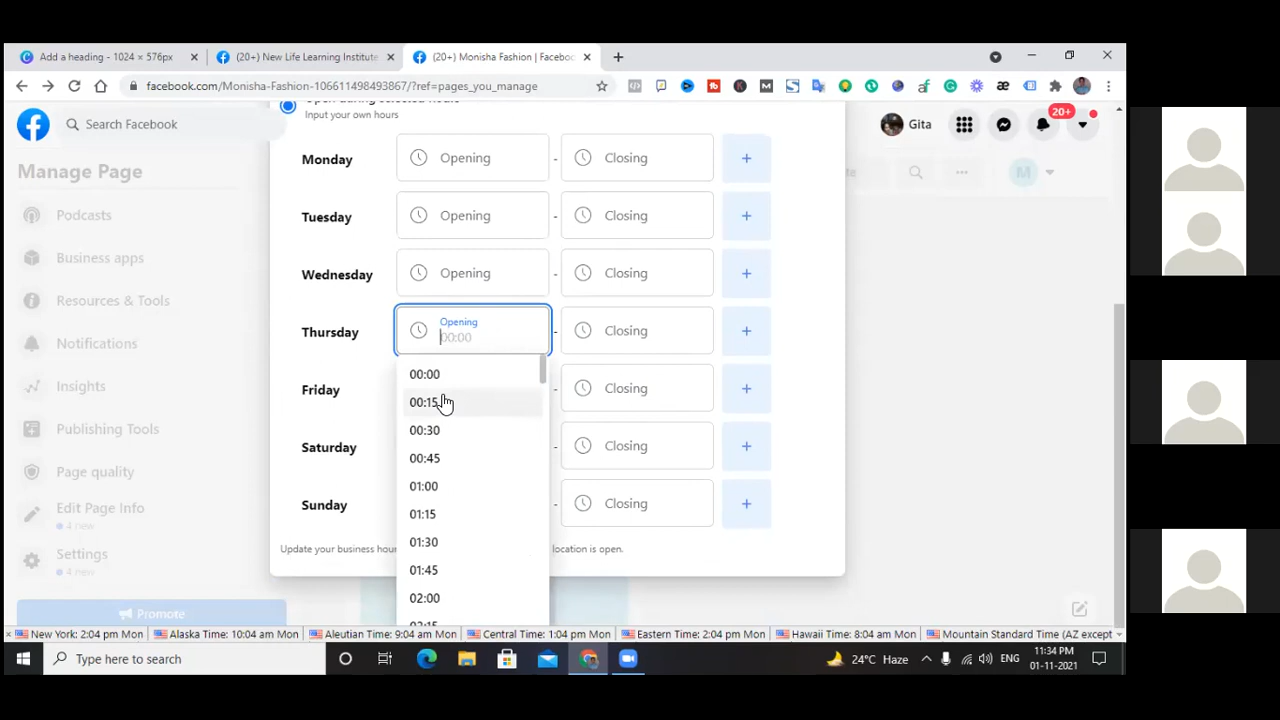 Add a heading - 1024 × 576px
(20+) New Life Learning Institute
(20+) Monisha Fashion | Faceboo
facebook.com/Monisha-Fashion-106611498493867/?ref=pages_you_manage
Search Facebook
Gita
20+
Manage Page
Podcasts
Business apps
Resources & Tools
Notifications
Insights
Publishing Tools
Page quality
Edit Page Info
4 new
Settings
4 new
Promote
Input your own hours
Monday Opening - Closing +
Tuesday Opening - Closing +
Wednesday Opening - Closing +
Thursday Opening 00:00 - Closing +
Friday - Closing +
Saturday - Closing +
Sunday - Closing +
00:00
00:15
00:30
00:45
01:00
01:15
01:30
01:45
02:00
02:15
Update your business hour
location is open.
M
New York: 2:04 pm Mon Alaska Time: 10:04 am Mon Aleutian Time: 9:04 am Mon Central Time: 1:04 pm Mon Eastern Time: 2:04 pm Mon Hawaii Time: 8:04 am Mon Mountain Standard Time (AZ except
Type here to search
24°C Haze
ENG
11:34 PM
01-11-2021